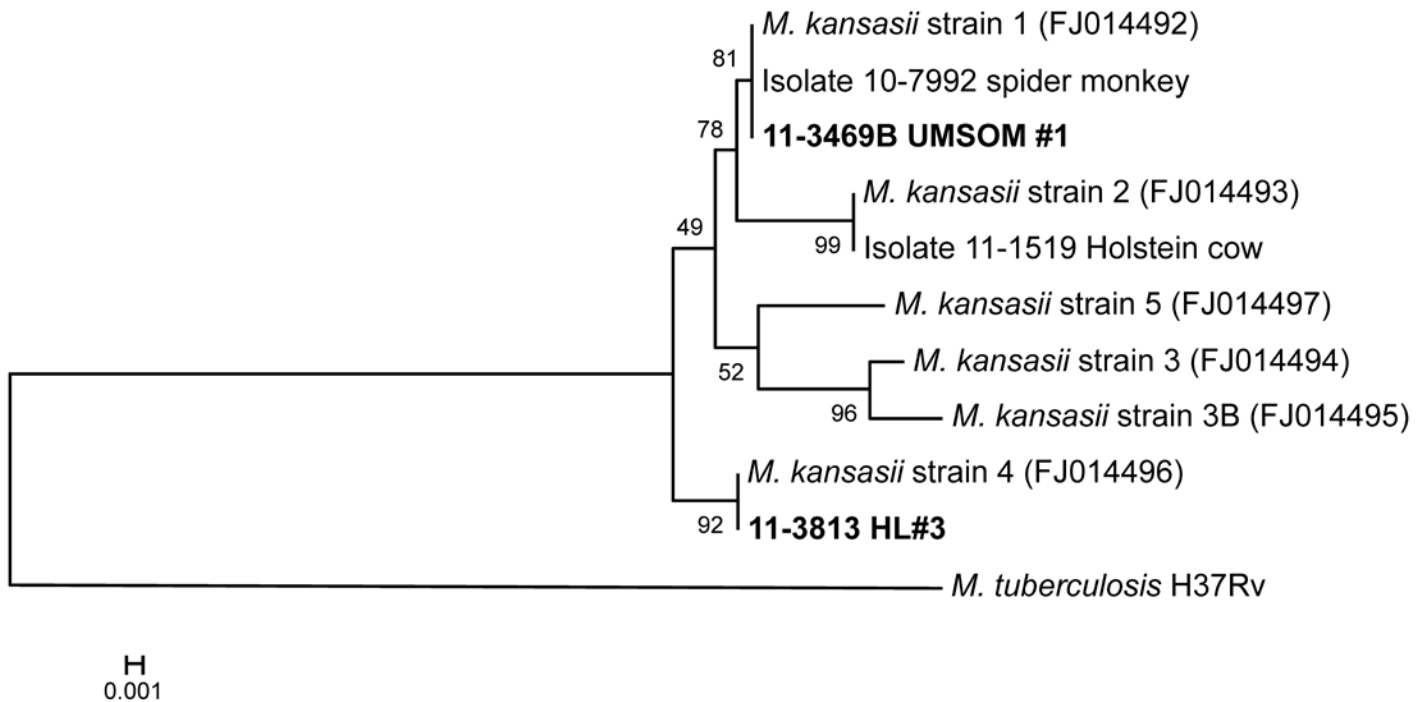 M. kansasii strain 1 (FJ014492)
81
Isolate 10-7992 spider monkey
78
11-3469B UMSOM #1
M. kansasii strain 2 (FJ014493)
49
99
Isolate 11-1519 Holstein cow
M. kansasii strain 5 (FJ014497)
M. kansasii strain 3 (FJ014494)
52
96
M. kansasii strain 3B (FJ014495)
M. kansasii strain 4 (FJ014496)
92
11-3813 HL#3
M. tuberculosis H37Rv
0.001